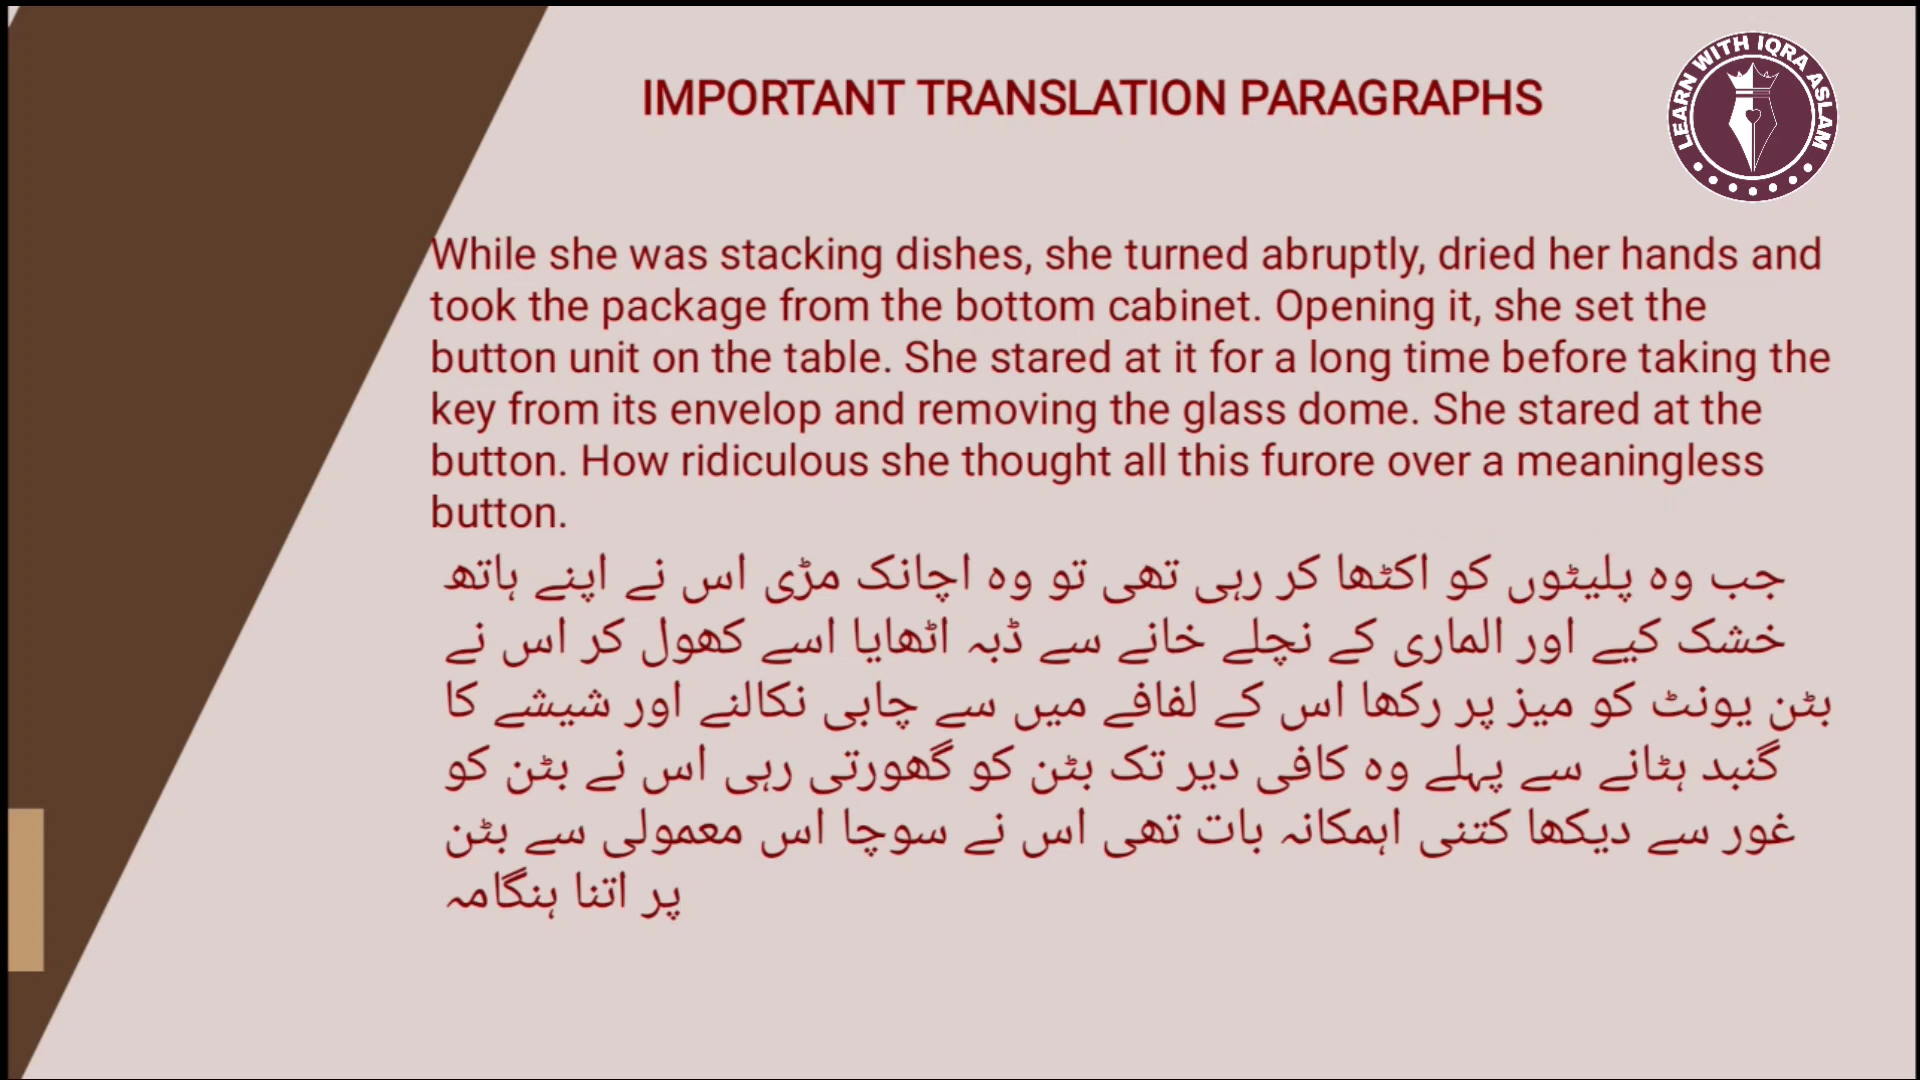 IMPORTANT TRANSLATION PARAGRAPHS
LEARN WITH IQRA ASLAM
While she was stacking dishes, she turned abruptly, dried her hands and
took the package from the bottom cabinet. Opening it, she set the
button unit on the table. She stared at it for a long time before taking the
key from its envelop and removing the glass dome. She stared at the
button. How ridiculous she thought all this furore over a meaningless
button.
جب وہ پلیٹوں کو اکٹھا کر رہی تھی تو وہ اچانک مڑی اس نے اپنے ہاتھ
خشک کیے اور الماری کے نچلے خانے سے ڈبہ اٹھایا اسے کھول کر اس نے
بٹن یونٹ کو میز پر رکھا اس کے لفافے میں سے چابی نکالنے اور شیشے کا
گنبد ہٹانے سے پہلے وہ کافی دیر تک بٹن کو گھورتی رہی اس نے بٹن کو
غور سے دیکھا کتنی اہمکانہ بات تھی اس نے سوچا اس معمولی سے بٹن
پر اتنا ہنگامہ